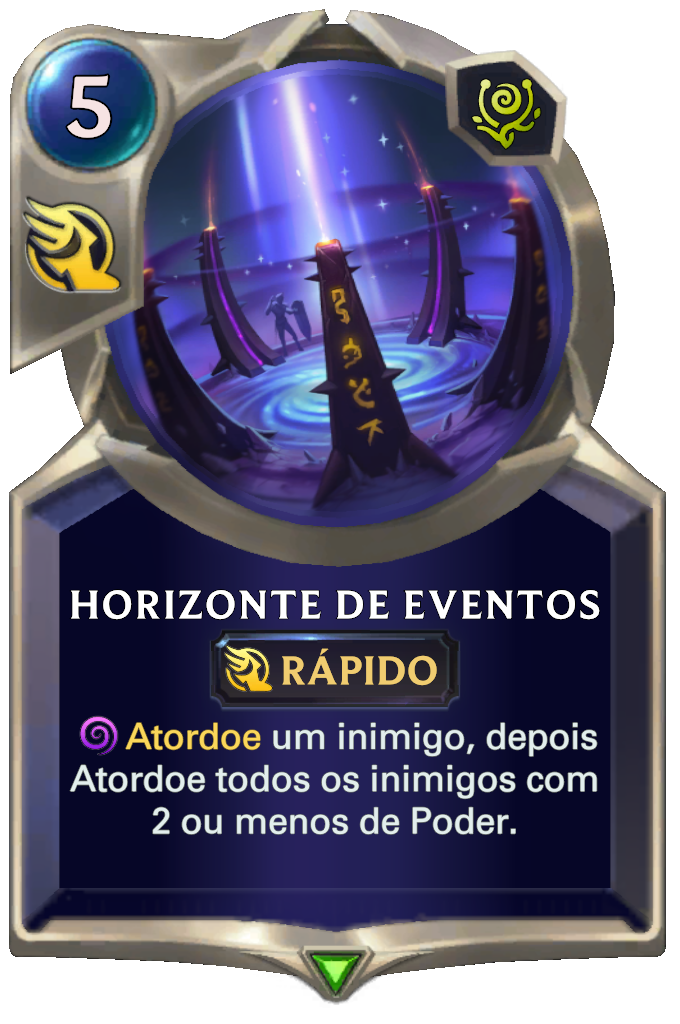 5
HORIZONTE DE EVENTOS
RÁPIDO
Atordoe um inimigo, depois
Atordoe todos os inimigos com
2 ou menos de Poder.